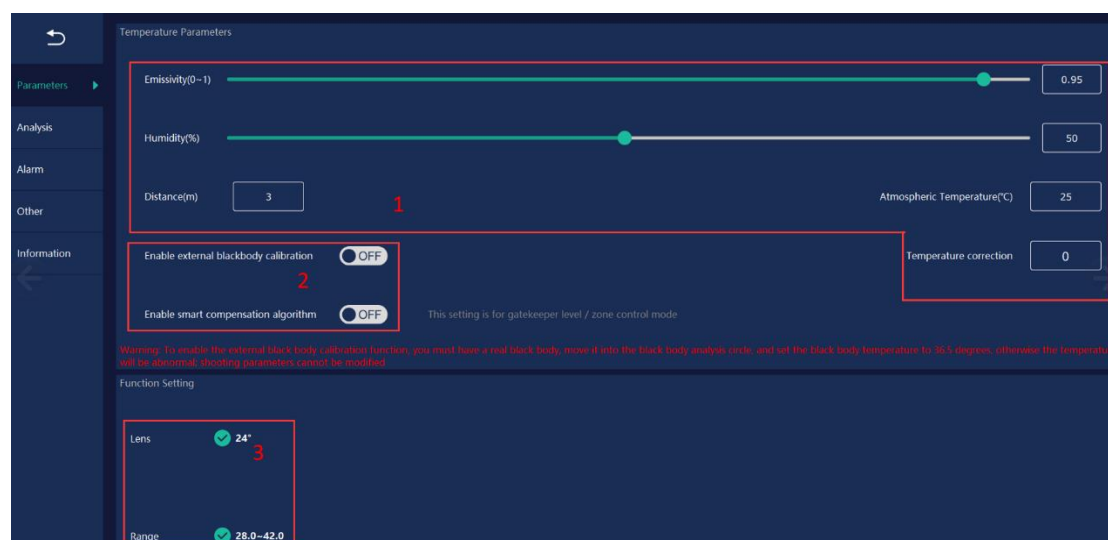 Temperature Parameters
Parameters
Emissivity(0~1)
0.95
Analysis
Humidity(%)
50
Alarm
Distance(m)
3
1
Atmospheric Temperature(℃)
25
Other
Information
Enable external blackbody calibration
OFF
2
Temperature correction
0
Enable smart compensation algorithm
OFF
This setting is for gatekeeper level / zone control mode
Warning: To enable the external black body calibration function, you must have a real black body, move it into the black body analysis circle, and set the black body temperature to 36.5 degrees, otherwise the
will be abnormal; shooting parameters cannot be modified
Function Setting
Lens
24°
3
Range
28.0~42.0